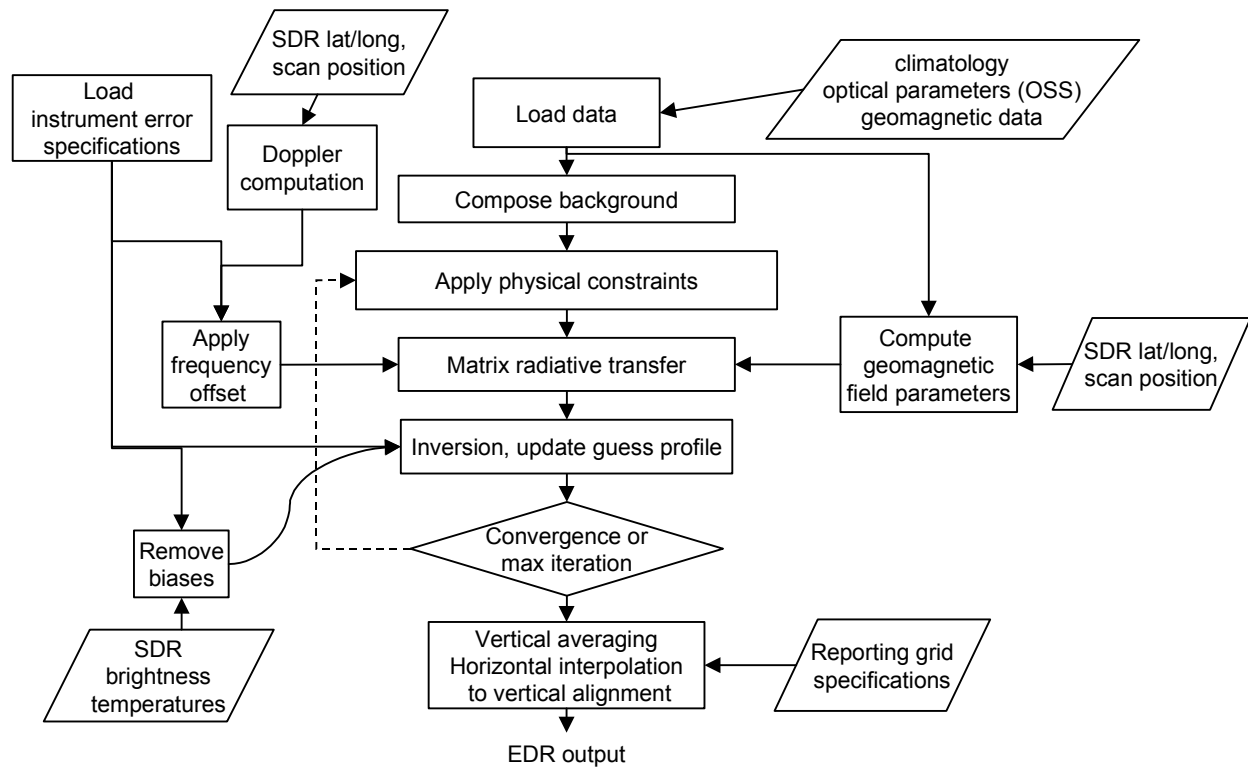 SDR lat/long,
scan position
climatology
optical parameters (OSS)
geomagnetic data
Load
instrument error
specifications
Load data
Doppler
computation
Compose background
Apply physical constraints
Apply
frequency
offset
Matrix radiative transfer
Compute
geomagnetic
field parameters
SDR lat/long,
scan position
Inversion, update guess profile
Convergence or
max iteration
Remove
biases
SDR
brightness
temperatures
Vertical averaging
Horizontal interpolation
to vertical alignment
Reporting grid
specifications
EDR output